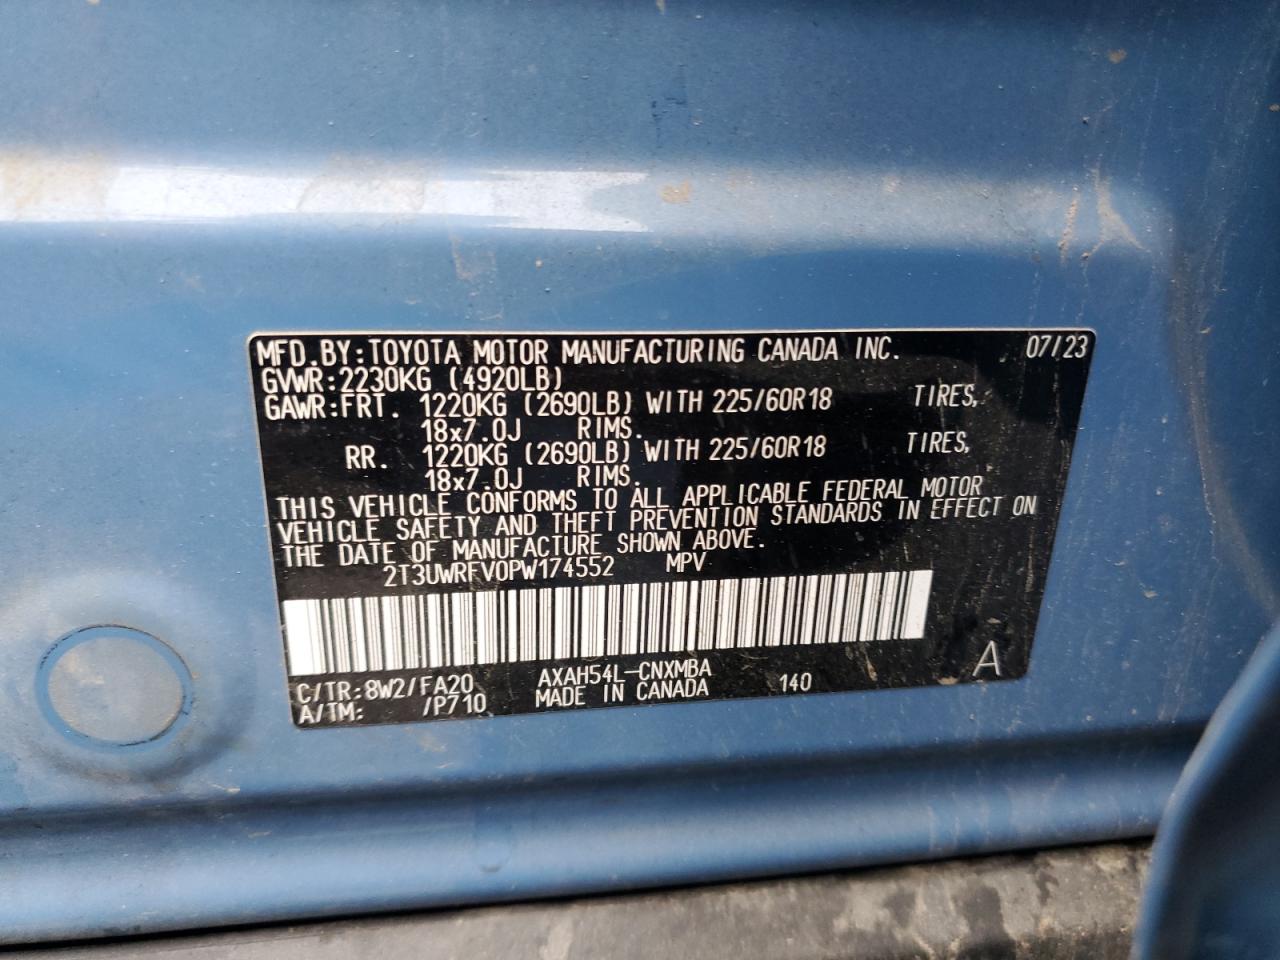 MFD.BY:TOYOTA MOTOR MANUFACTURING CANADA INC. 07/23
GVWR:2230KG (4920LB)
GAWR:FRT. 1220KG (2690LB) WITH 225/60R18 TIRES,
18x7.0J RIMS.
RR. 1220KG (2690LB) WITH 225/60R18 TIRES,
18x7.0J RIMS.
THIS VEHICLE CONFORMS TO ALL APPLICABLE FEDERAL MOTOR
VEHICLE SAFETY AND THEFT PREVENTION STANDARDS IN EFFECT ON
THE DATE OF MANUFACTURE SHOWN ABOVE.
2T3UWRFV0PW174552 MPV
C/TR:8W2/FA20 AXAH54L-CNXMBA 140 A
A/TM: /P710 MADE IN CANADA